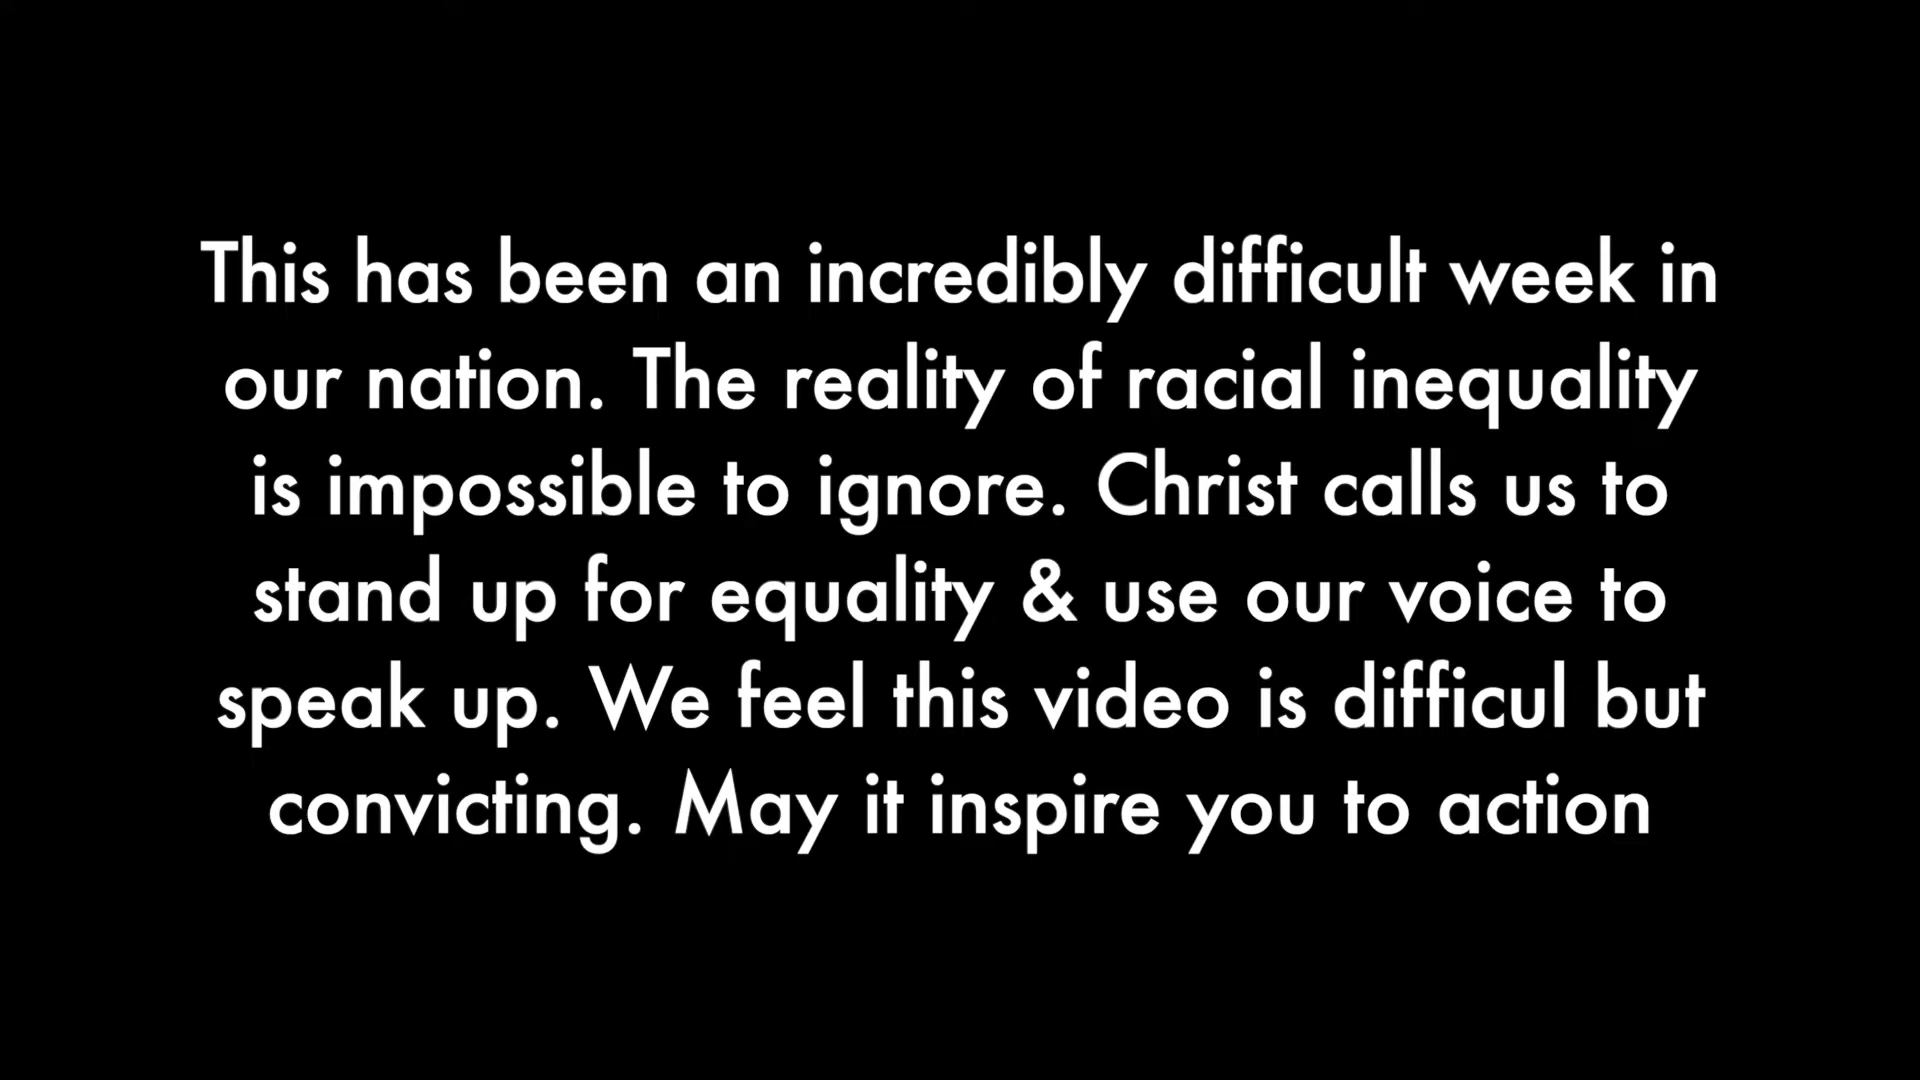 This has been an incredibly difficult week in
our nation. The reality of racial inequality
is impossible to ignore. Christ calls us to
stand up for equality & use our voice to
speak up. We feel this video is difficul but
convicting. May it inspire you to action